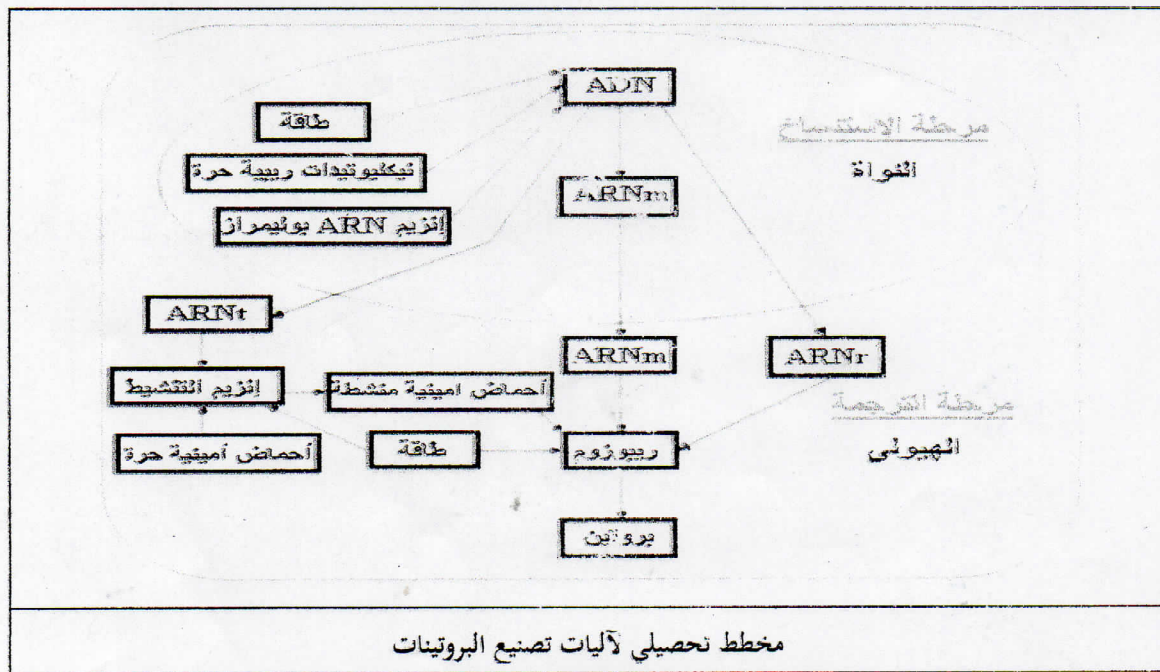 ADN
طاقة
مرحلة الاستنساخ
نيكليوتيدات ريبية حرة
النواة
ARNm
إنزيم ARN بوليمراز
ARNt
ARNm
ARNr
إنزيم التنشيط
أحماض امينية منشطة
مرحلة الترجمة
أحماض أمينية حرة
طاقة
ريبوزوم
الهيولى
بروتين
مخطط تحصيلي لآليات تصنيع البروتينات